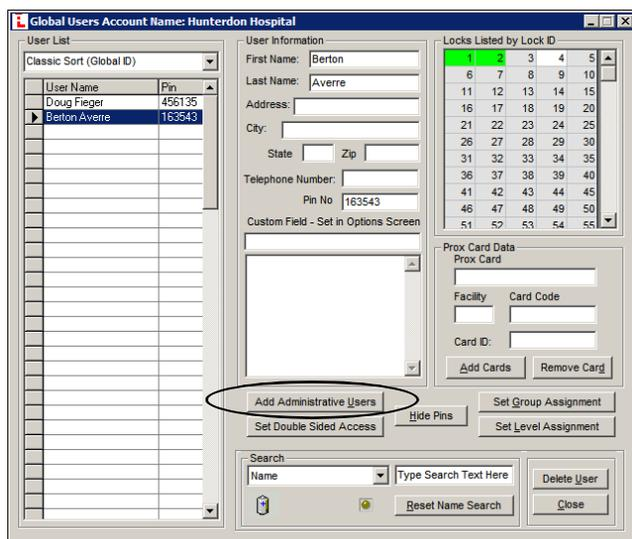 Global Users Account Name: Hunterdon Hospital
User List
Classic Sort (Global ID)
User Name Pin
Doug Fieger 456135
Berton Averre 163543
User Information
First Name: Berton
Last Name: Averre
Address:
City:
State Zip
Telephone Number:
Pin No 163543
Custom Field - Set in Options Screen
Locks Listed by Lock ID
1 2 3 4 5
6 7 8 9 10
11 12 13 14 15
16 17 18 19 20
21 22 23 24 25
26 27 28 29 30
31 32 33 34 35
36 37 38 39 40
41 42 43 44 45
46 47 48 49 50
51 52 53 54 55
Prox Card Data
Prox Card
Facility Card Code
Card ID:
Add Cards Remove Card
Add Administrative Users
Set Double Sided Access
Hide Pins
Set Group Assignment
Set Level Assignment
Search
Name Type Search Text Here
Reset Name Search
Delete User
Close